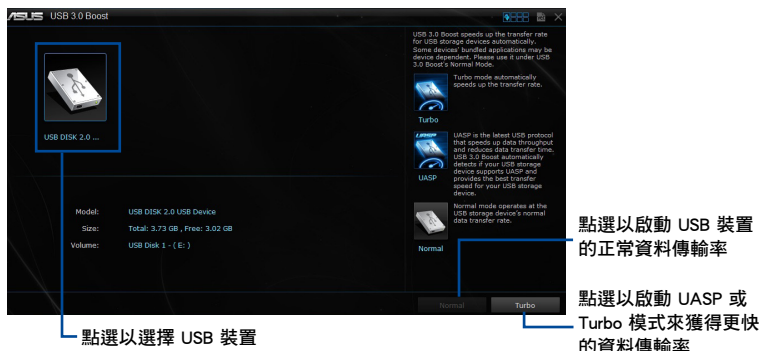 ASUS USB 3.0 Boost
USB DISK 2.0 ...
Model: USB DISK 2.0 USB Device
Size: Total: 3.73 GB , Free: 3.02 GB
Volume: USB Disk 1 - ( E: )
USB 3.0 Boost speeds up the transfer rate
for USB storage devices automatically.
Some devices' bundled applications may be
device dependent. Please use it under USB
3.0 Boost's Normal Mode.
Turbo mode automatically
speeds up the transfer rate.
Turbo
UASP is the latest USB protocol
that speeds up data throughput
and reduces data transfer time.
USB 3.0 Boost automatically
detects if your USB storage
device supports UASP and
provides the best transfer
speed for your USB storage
device.
UASP
UASP
Normal mode operates at the
USB storage device's normal
data transfer rate.
Normal
Normal Turbo
點選以選擇 USB 裝置
點選以啟動 USB 裝置
的正常資料傳輸率
點選以啟動 UASP 或
Turbo 模式來獲得更快
的資料傳輸率